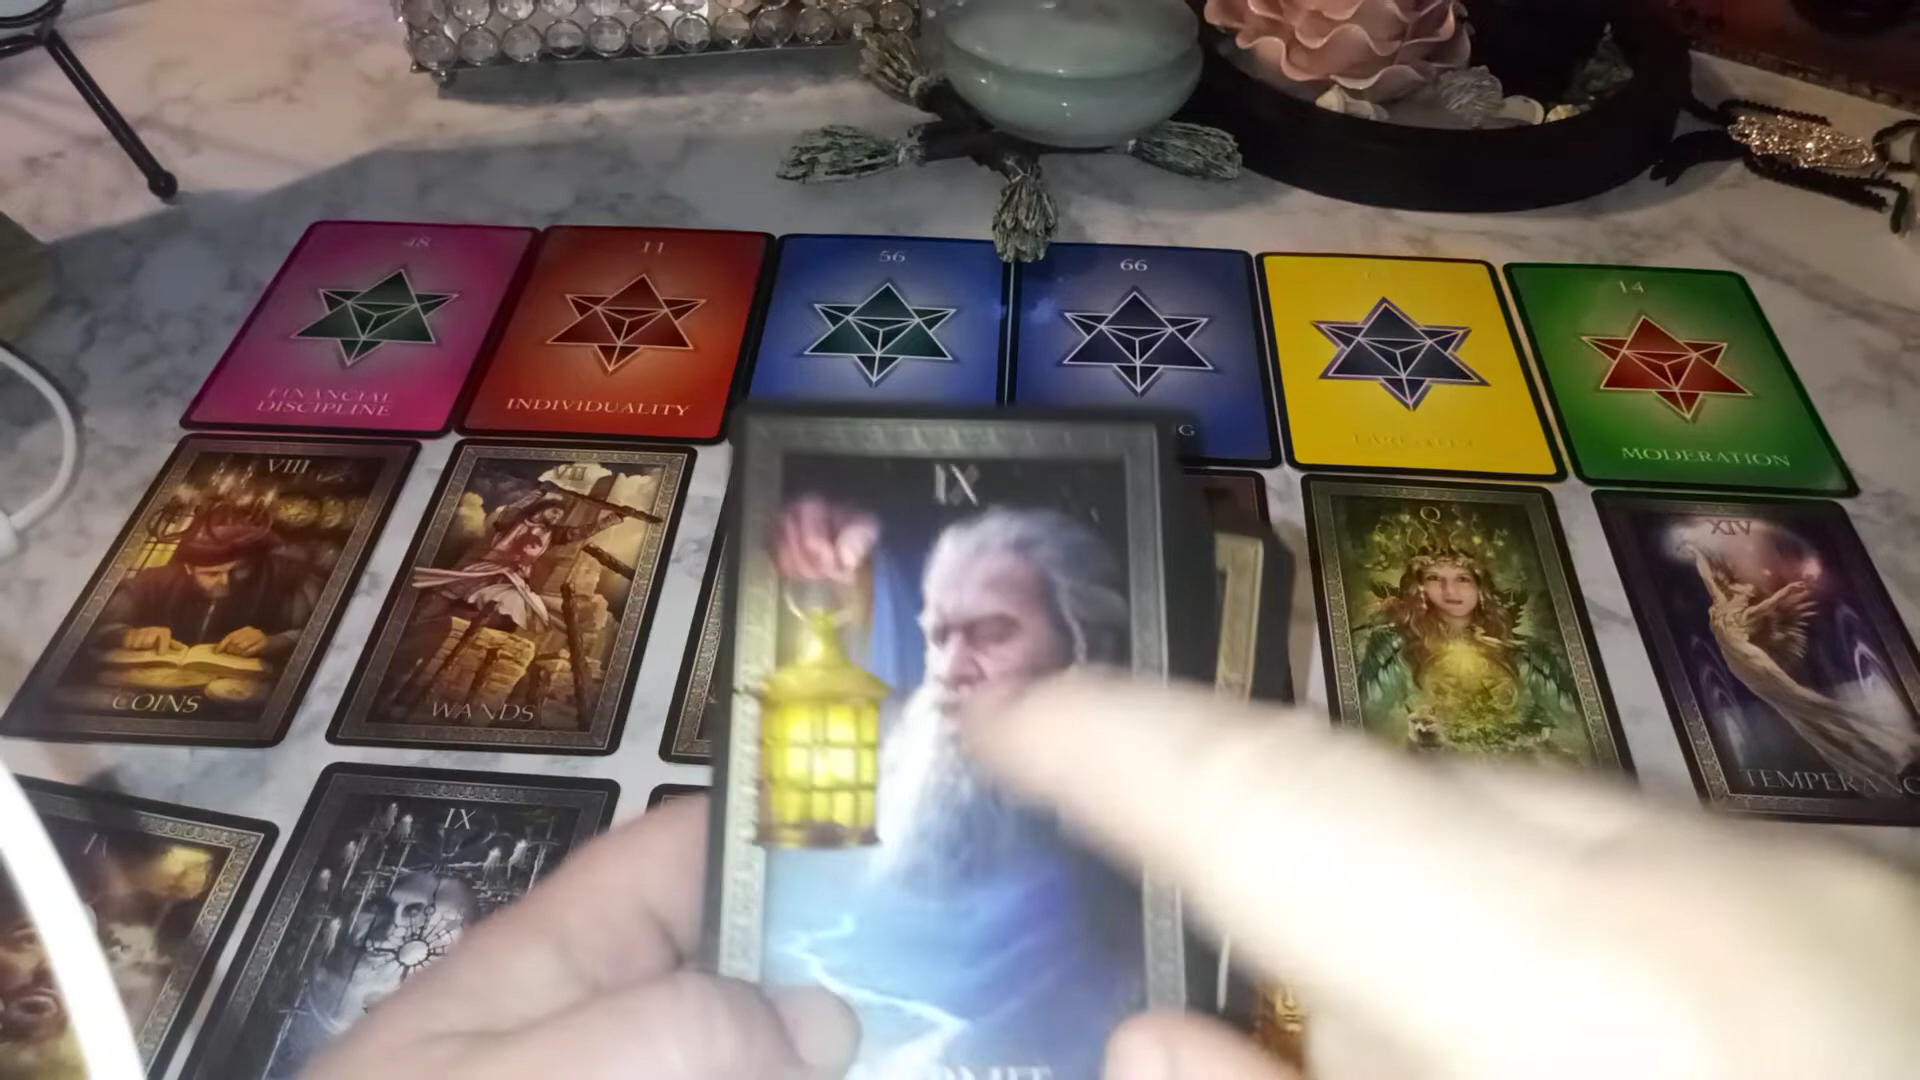 48
11
56
66
14
FINANCIAL
DISCIPLINE
INDIVIDUALITY
G
MODERATION
VIII
VII
IX
Q
XIV
COINS
WANDS
TEMPERANC
IX